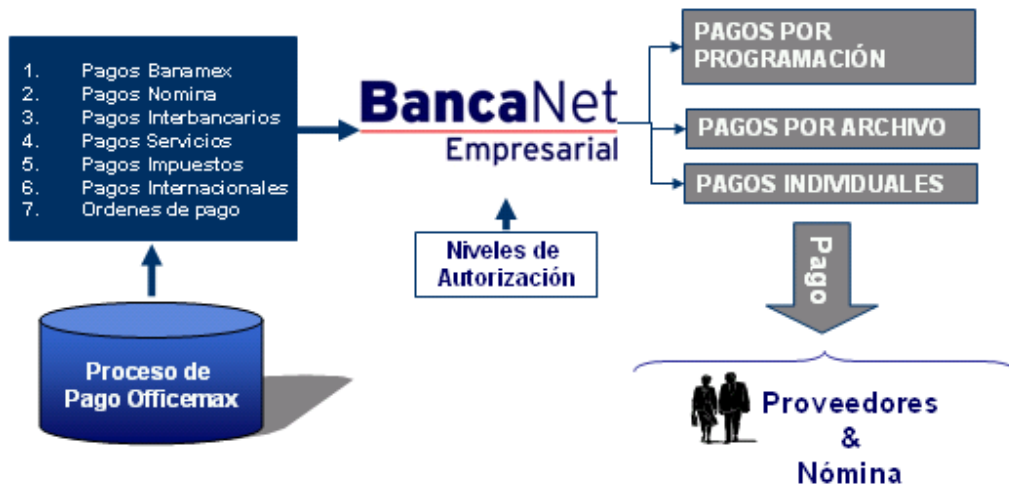 1. Pagos Banamex
2. Pagos Nomina
3. Pagos Interbancarios
4. Pagos Servicios
5. Pagos Impuestos
6. Pagos Internacionales
7. Ordenes de pago
Proceso de
Pago Officemax
BancaNet
Empresarial
Niveles de
Autorización
PAGOS POR
PROGRAMACIÓN
PAGOS POR ARCHIVO
PAGOS INDIVIDUALES
Pago
Proveedores
&
Nómina